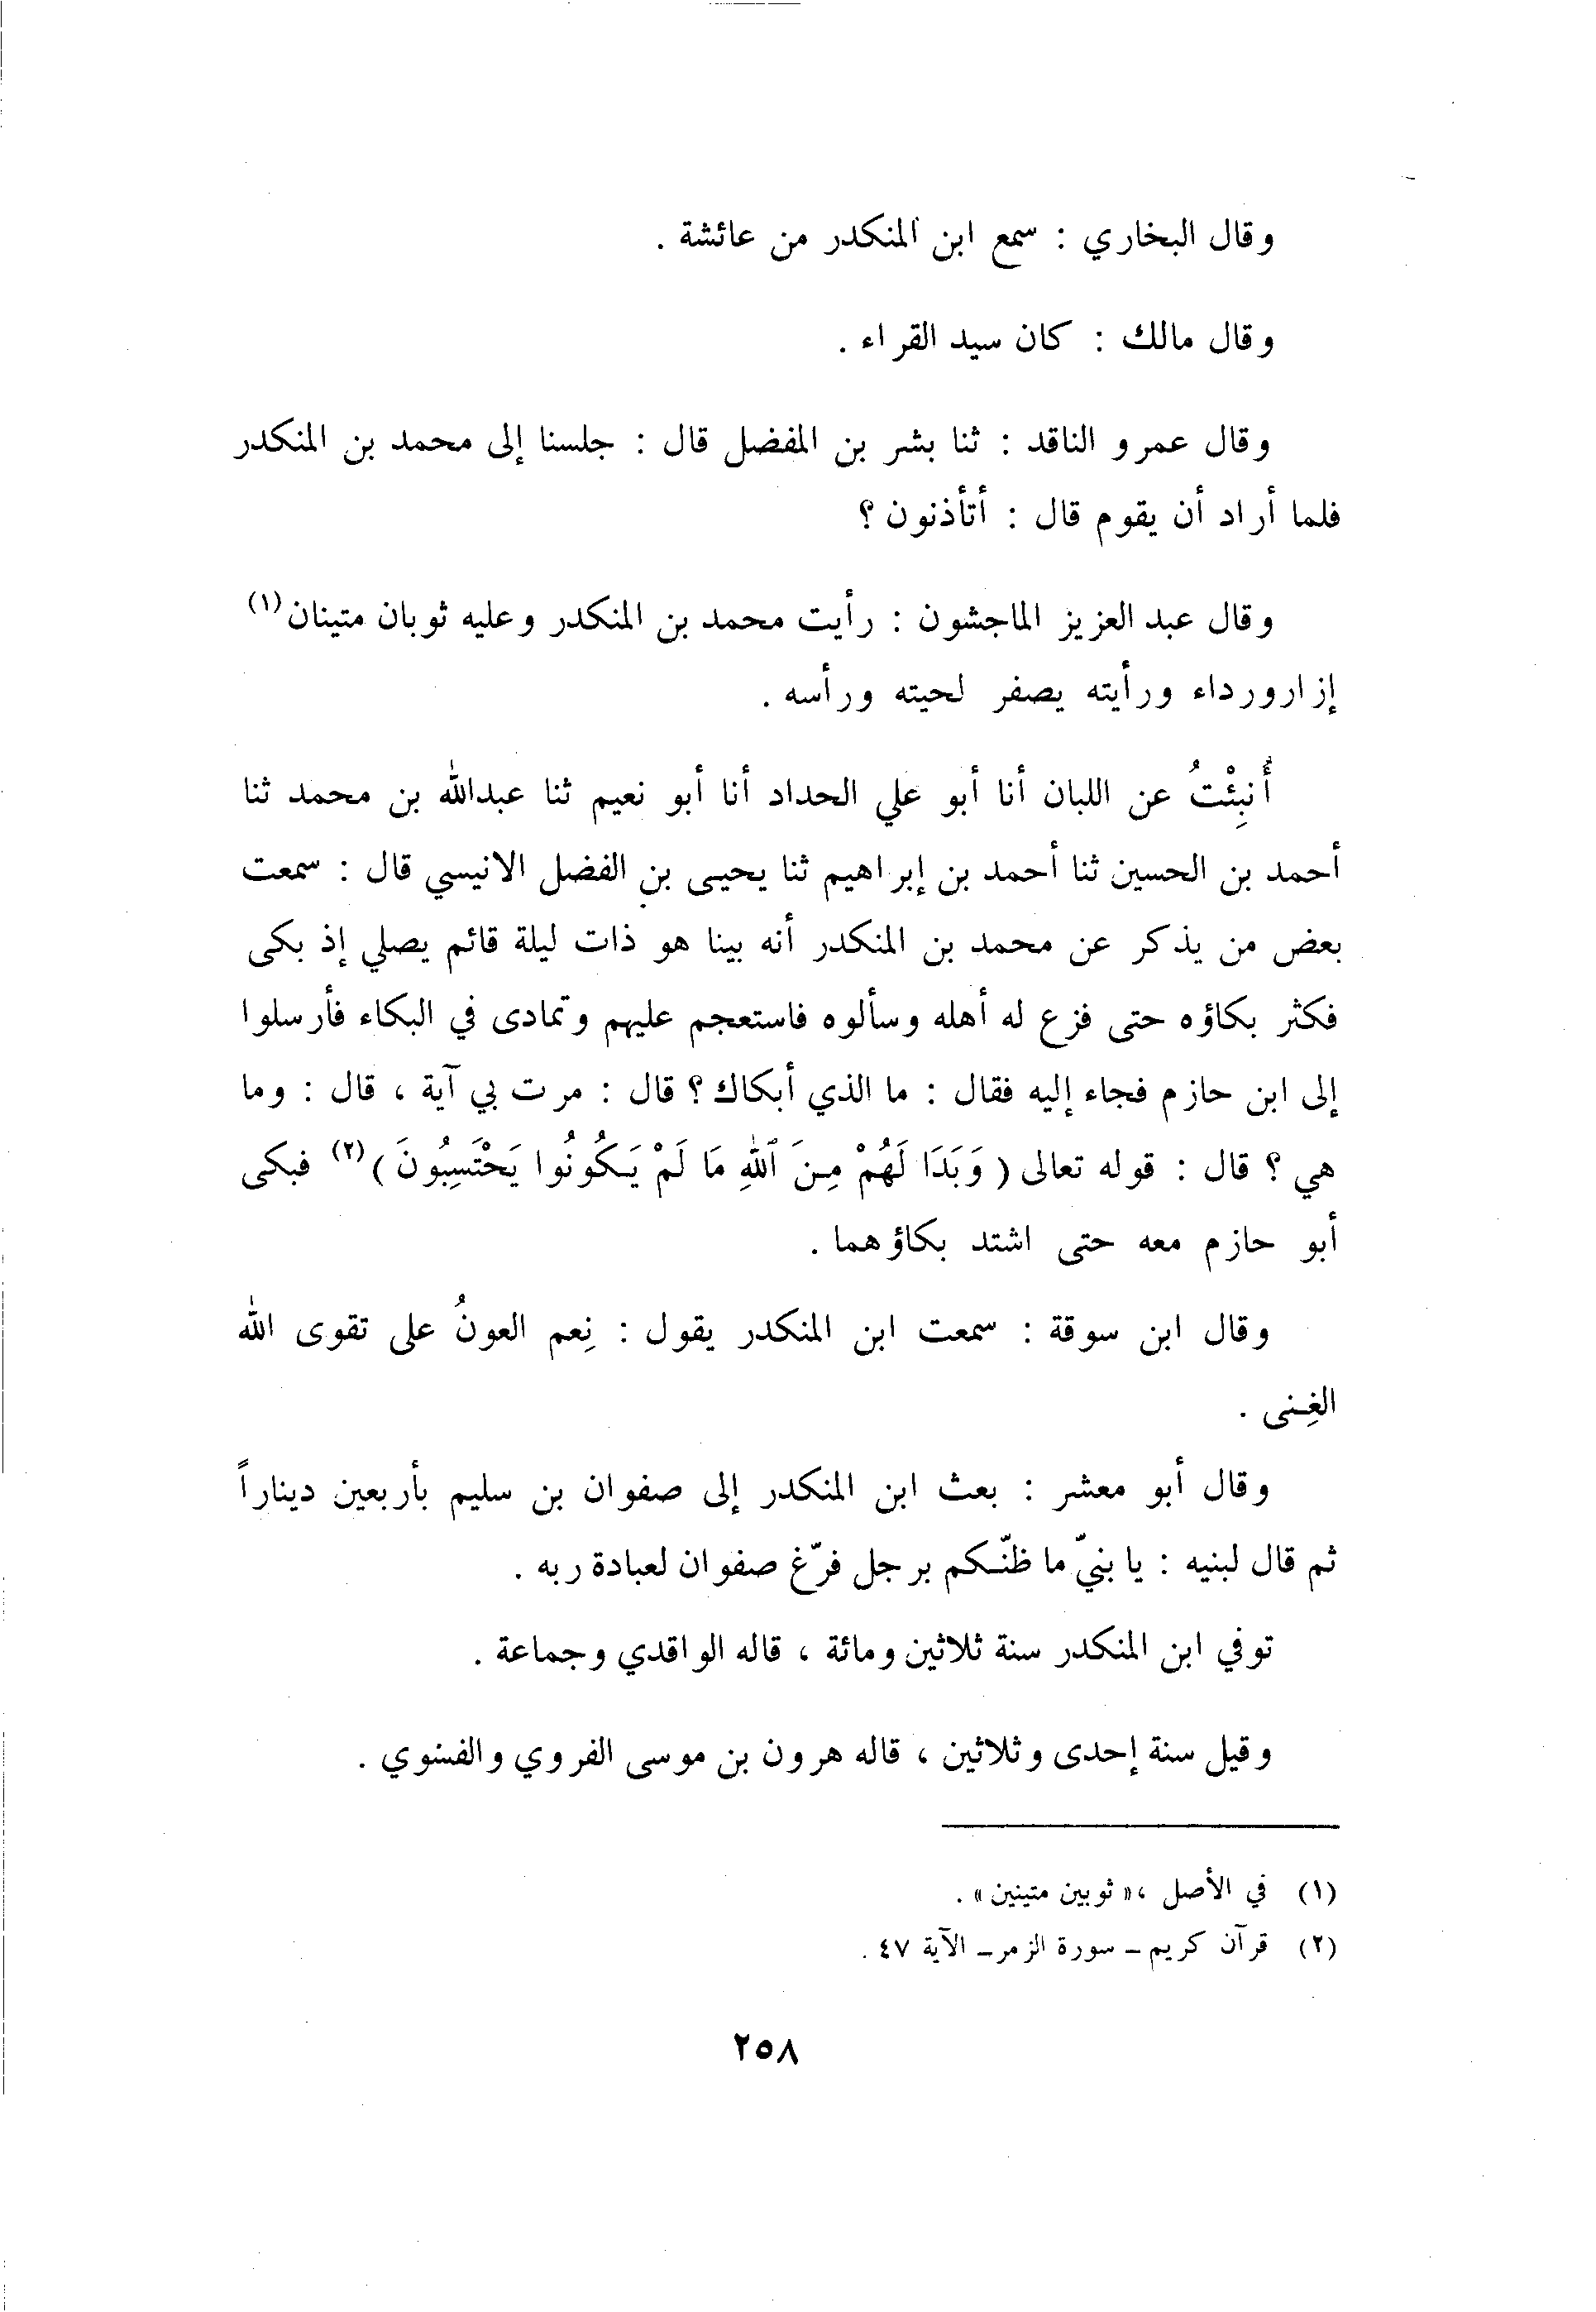 وقال البخاري : سمع ابن المنكدر من عائشة .
وقال مالك : كان سيد القراء .
وقال عمرو الناقد : ثنا بشر بن المفضل قال : جلسنا إلى محمد بن المنكدر
فلما أراد أن يقوم قال : أتأذنون ؟
وقال عبد العزيز الماجشون : رأيت محمد بن المنكدر وعليه ثوبان متينان(١)
إزارورداء ورأيته يصفر لحيته ورأسه .
أُنبِئْتُ عن اللبان أنا أبو علي الحداد أنا أبو نعيم ثنا عبدالله بن محمد ثنا
أحمد بن الحسين ثنا أحمد بن إبراهيم ثنا يحيى بن الفضل الانيسي قال : سمعت
بعض من يذكر عن محمد بن المنكدر أنه بينا هو ذات ليلة قائم يصلي إذ بكى
فكثر بكاؤه حتى فزع له أهله وسألوه فاستعجم عليهم وتمادى في البكاء فأرسلوا
إلى ابن حازم فجاء إليه فقال : ما الذي أبكاك ؟ قال : مرت بي آية ، قال : وما
هي ؟ قال : قوله تعالى ( وَبَدَا لَهُمْ مِنَ ٱللهِ مَا لَمْ يَكُونُوا يَحْتَسِبُونَ )(٢) فبكى
أبو حازم معه حتى اشتد بكاؤهما .
وقال ابن سوقة : سمعت ابن المنكدر يقول : نِعم العونُ على تقوى الله
الغِنى .
وقال أبو معشر : بعث ابن المنكدر إلى صفوان بن سليم بأربعين ديناراً
ثم قال لبنيه : يا بنيّ ما ظنّكم برجل فرّغ صفوان لعبادة ربه .
توفي ابن المنكدر سنة ثلاثين ومائة ، قاله الواقدي وجماعة .
وقيل سنة إحدى وثلاثين ، قاله هرون بن موسى الفروي والفسوي .
(١) في الأصل ،« ثوبين متينين » .
(٢) قرآن كريم – سورة الزمر – الآية ٤٧ .
٢٥٨